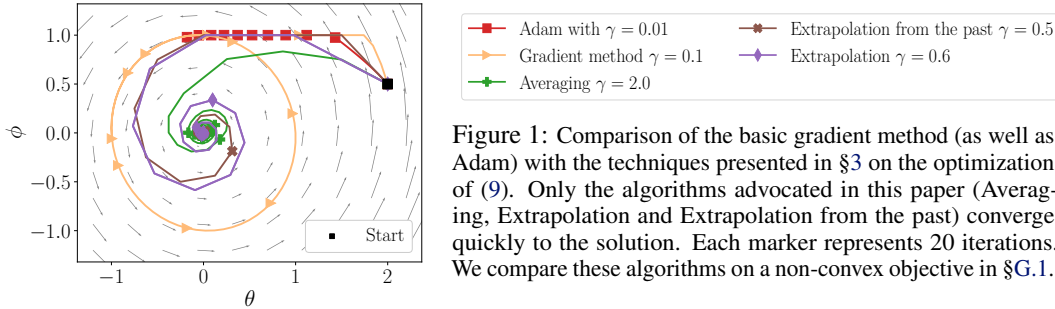 1.0
0.5
0.0
−0.5
−1.0
ϕ
−1
0
1
2
θ
Start
Adam with γ = 0.01
Gradient method γ = 0.1
Averaging γ = 2.0
Extrapolation from the past γ = 0.5
Extrapolation γ = 0.6
Figure 1: Comparison of the basic gradient method (as well as
Adam) with the techniques presented in §3 on the optimization
of (9). Only the algorithms advocated in this paper (Averag-
ing, Extrapolation and Extrapolation from the past) converge
quickly to the solution. Each marker represents 20 iterations.
We compare these algorithms on a non-convex objective in §G.1.